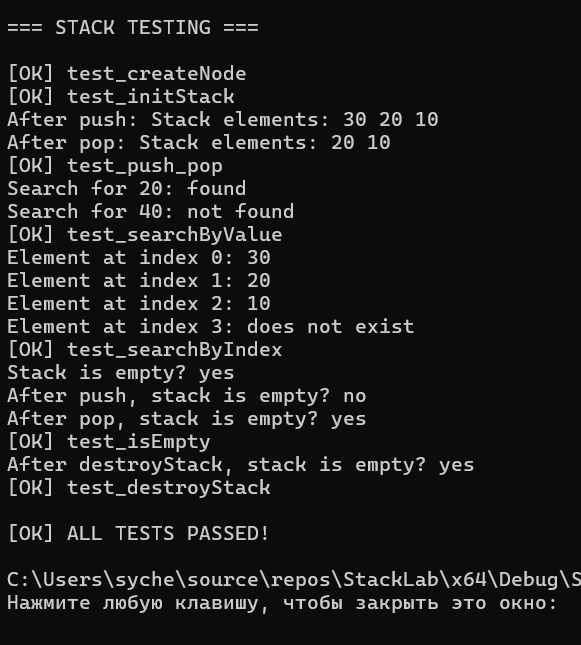 === STACK TESTING ===
[OK] test_createNode
[OK] test_initStack
After push: Stack elements: 30 20 10
After pop: Stack elements: 20 10
[OK] test_push_pop
Search for 20: found
Search for 40: not found
[OK] test_searchByValue
Element at index 0: 30
Element at index 1: 20
Element at index 2: 10
Element at index 3: does not exist
[OK] test_searchByIndex
Stack is empty? yes
After push, stack is empty? no
After pop, stack is empty? yes
[OK] test_isEmpty
After destroyStack, stack is empty? yes
[OK] test_destroyStack
[OK] ALL TESTS PASSED!
C:\Users\syche\source\repos\StackLab\x64\Debug\S
Нажмите любую клавишу, чтобы закрыть это окно: